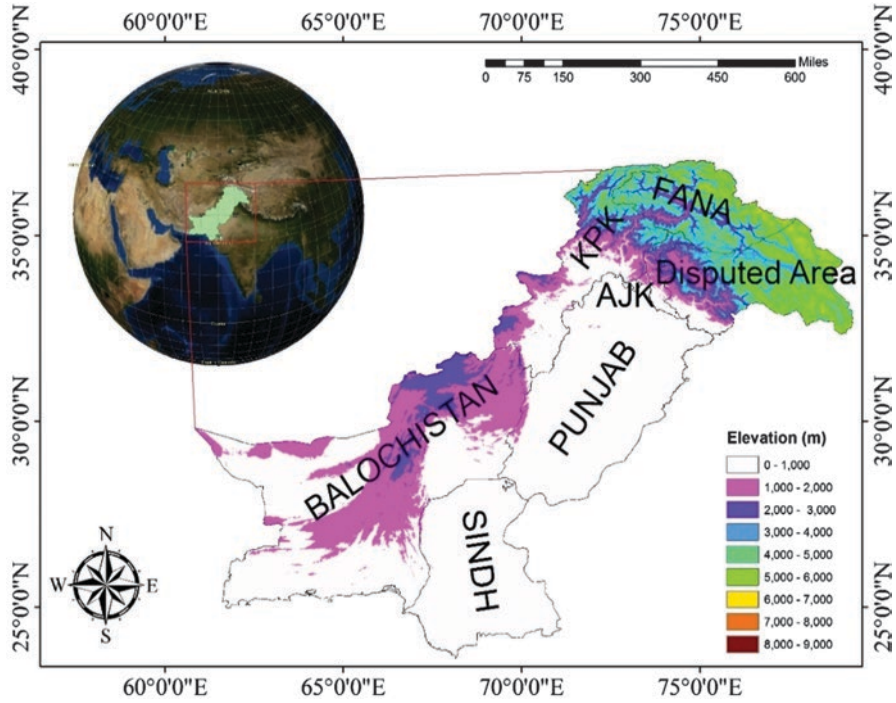 60°0'0"E 65°0'0"E 70°0'0"E 75°0'0"E
40°0'0"N
40°0'0"N
Miles
0 75 150 300 450 600
35°0'0"N
35°0'0"N
FANA
KPK
Disputed Area
AJK
PUNJAB
BALOCHISTAN
SINDH
30°0'0"N
30°0'0"N
Elevation (m)
0 - 1,000
1,000 - 2,000
2,000 - 3,000
3,000 - 4,000
4,000 - 5,000
5,000 - 6,000
6,000 - 7,000
7,000 - 8,000
8,000 - 9,000
N
W E
S
25°0'0"N
25°0'0"N
60°0'0"E 65°0'0"E 70°0'0"E 75°0'0"E